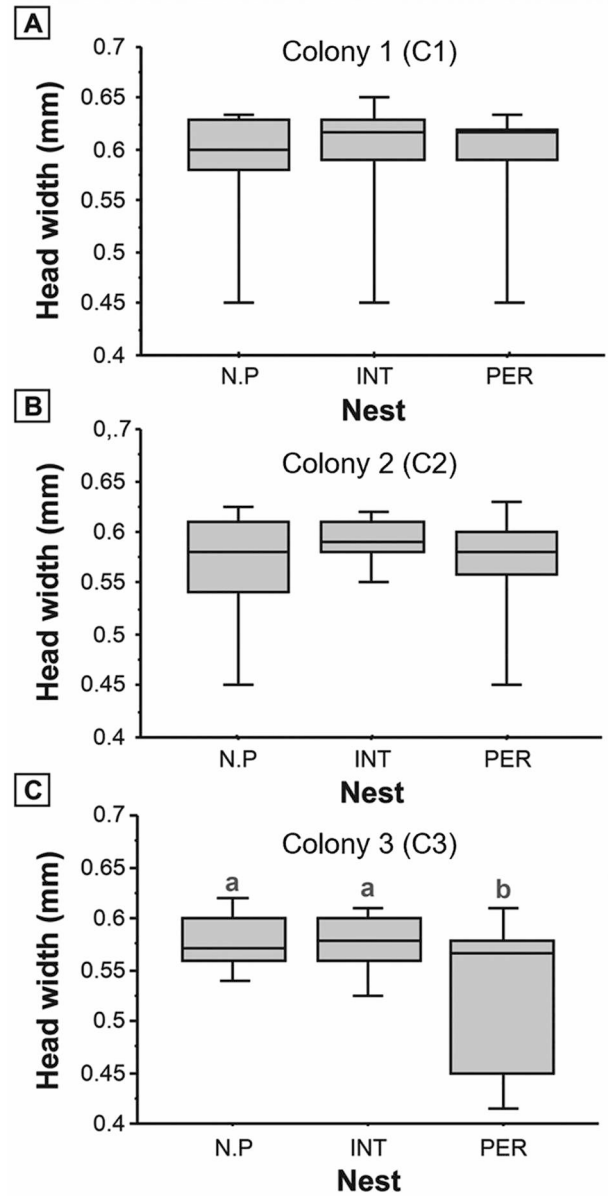 A
Colony 1 (C1)
Head width (mm)
0.7
0.65
0.6
0.55
0.5
0.45
0.4
N.P INT PER
Nest
B
Colony 2 (C2)
Head width (mm)
0,.7
0.65
0.6
0.55
0.5
0.45
0.4
N.P INT PER
Nest
C
Colony 3 (C3)
Head width (mm)
0.7
0.65
0.6
0.55
0.5
0.45
0.4
a a b
N.P INT PER
Nest